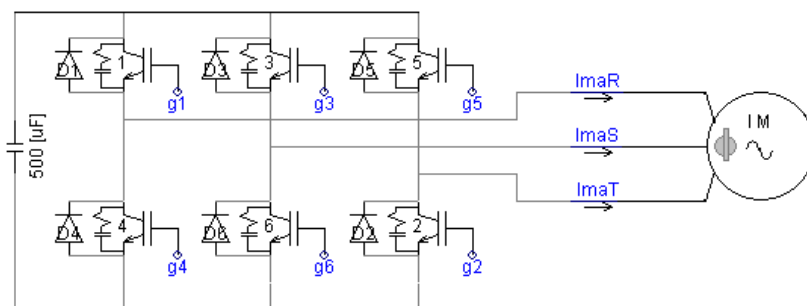 D1 1 D3 3 D5 5
g1 g3 g5
ImaR
ImaS
ImaT
I M
500 [uF]
D4 4 D6 6 D2 2
g4 g6 g2